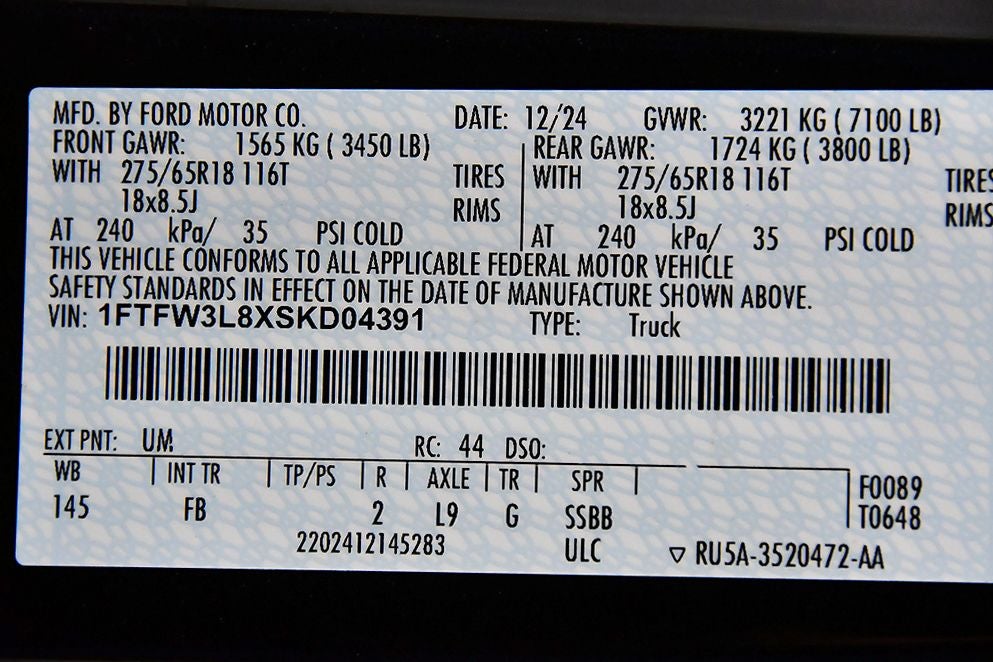 MFD. BY FORD MOTOR CO. DATE: 12/24 GVWR: 3221 KG ( 7100 LB)
FRONT GAWR: 1565 KG ( 3450 LB) REAR GAWR: 1724 KG ( 3800 LB)
WITH 275/65R18 116T TIRES WITH 275/65R18 116T TIRES
18x8.5J RIMS 18x8.5J RIMS
AT 240 kPa/ 35 PSI COLD AT 240 kPa/ 35 PSI COLD
THIS VEHICLE CONFORMS TO ALL APPLICABLE FEDERAL MOTOR VEHICLE
SAFETY STANDARDS IN EFFECT ON THE DATE OF MANUFACTURE SHOWN ABOVE.
VIN: 1FTFW3L8XSKD04391 TYPE: Truck
EXT PNT: UM RC: 44 DSO:
WB INT TR TP/PS R AXLE TR SPR F0089
145 FB 2 L9 G SSBB T0648
2202412145283 ULC ▽ RU5A-3520472-AA